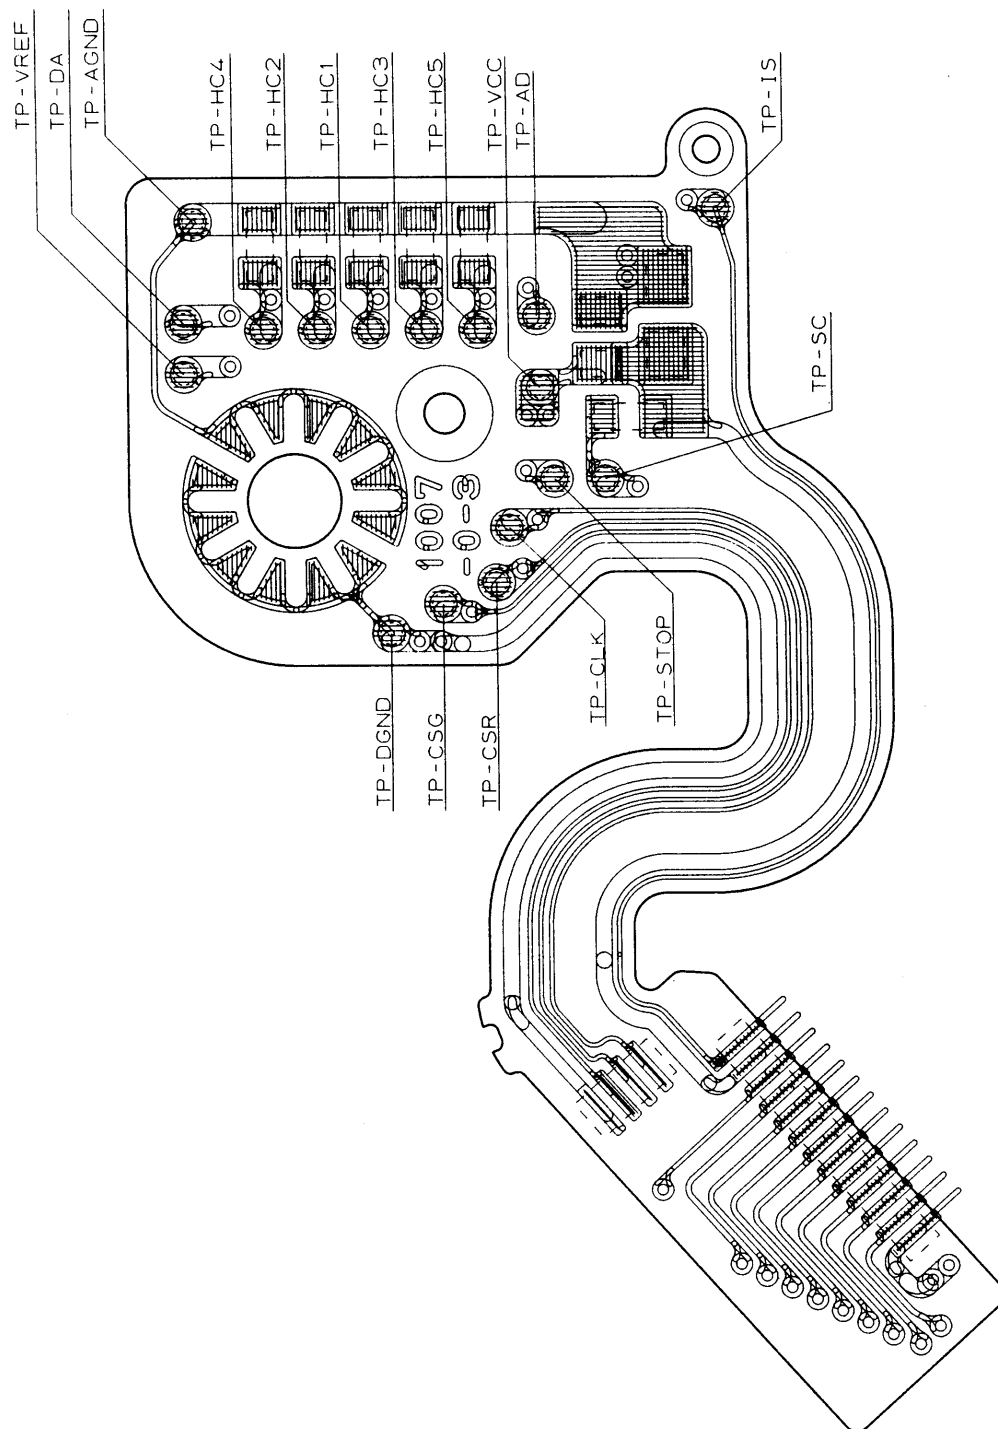 TP-VREF
TP-DA
TP-AGND
TP-HC4
TP-HC2
TP-HC1
TP-HC3
TP-HC5
TP-VCC
TP-AD
TP-IS
TP-SC
1007
-0-3
TP-DGND
TP-CSG
TP-CSR
TP-CLK
TP-STOP